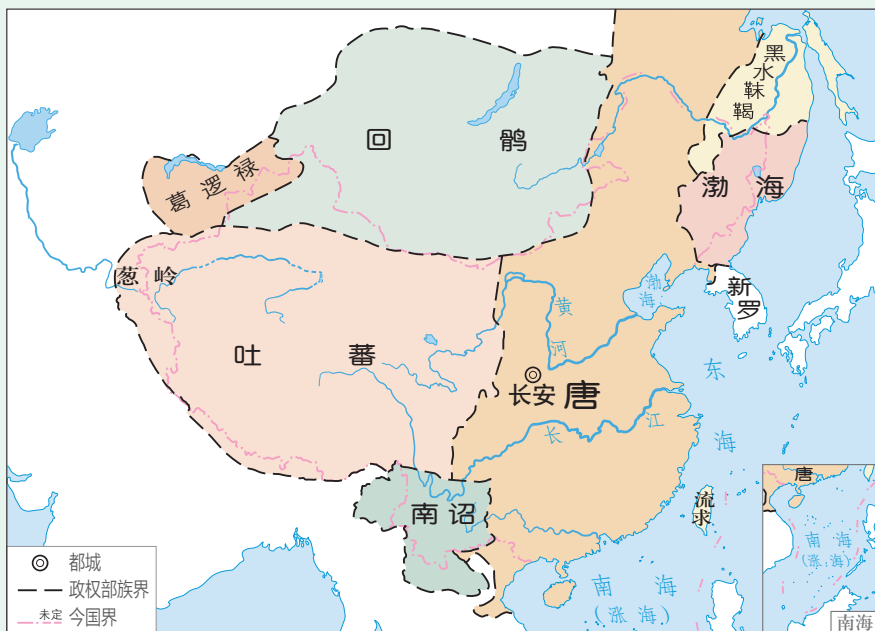 黑水靺鞨
回鹘
葛逻禄
渤海
葱岭
渤海
新罗
黄河
吐蕃
东海
长安
唐
长江
南诏
流求
唐
南海
(涨海)
南海
(涨海)
都城
政权部族界
未定 今国界
南海